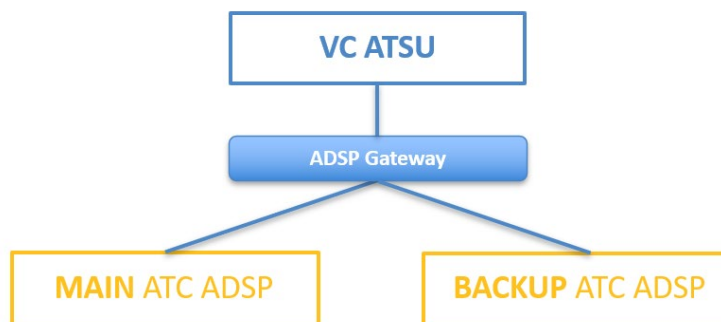 VC ATSU
ADSP Gateway
MAIN ATC ADSP
BACKUP ATC ADSP